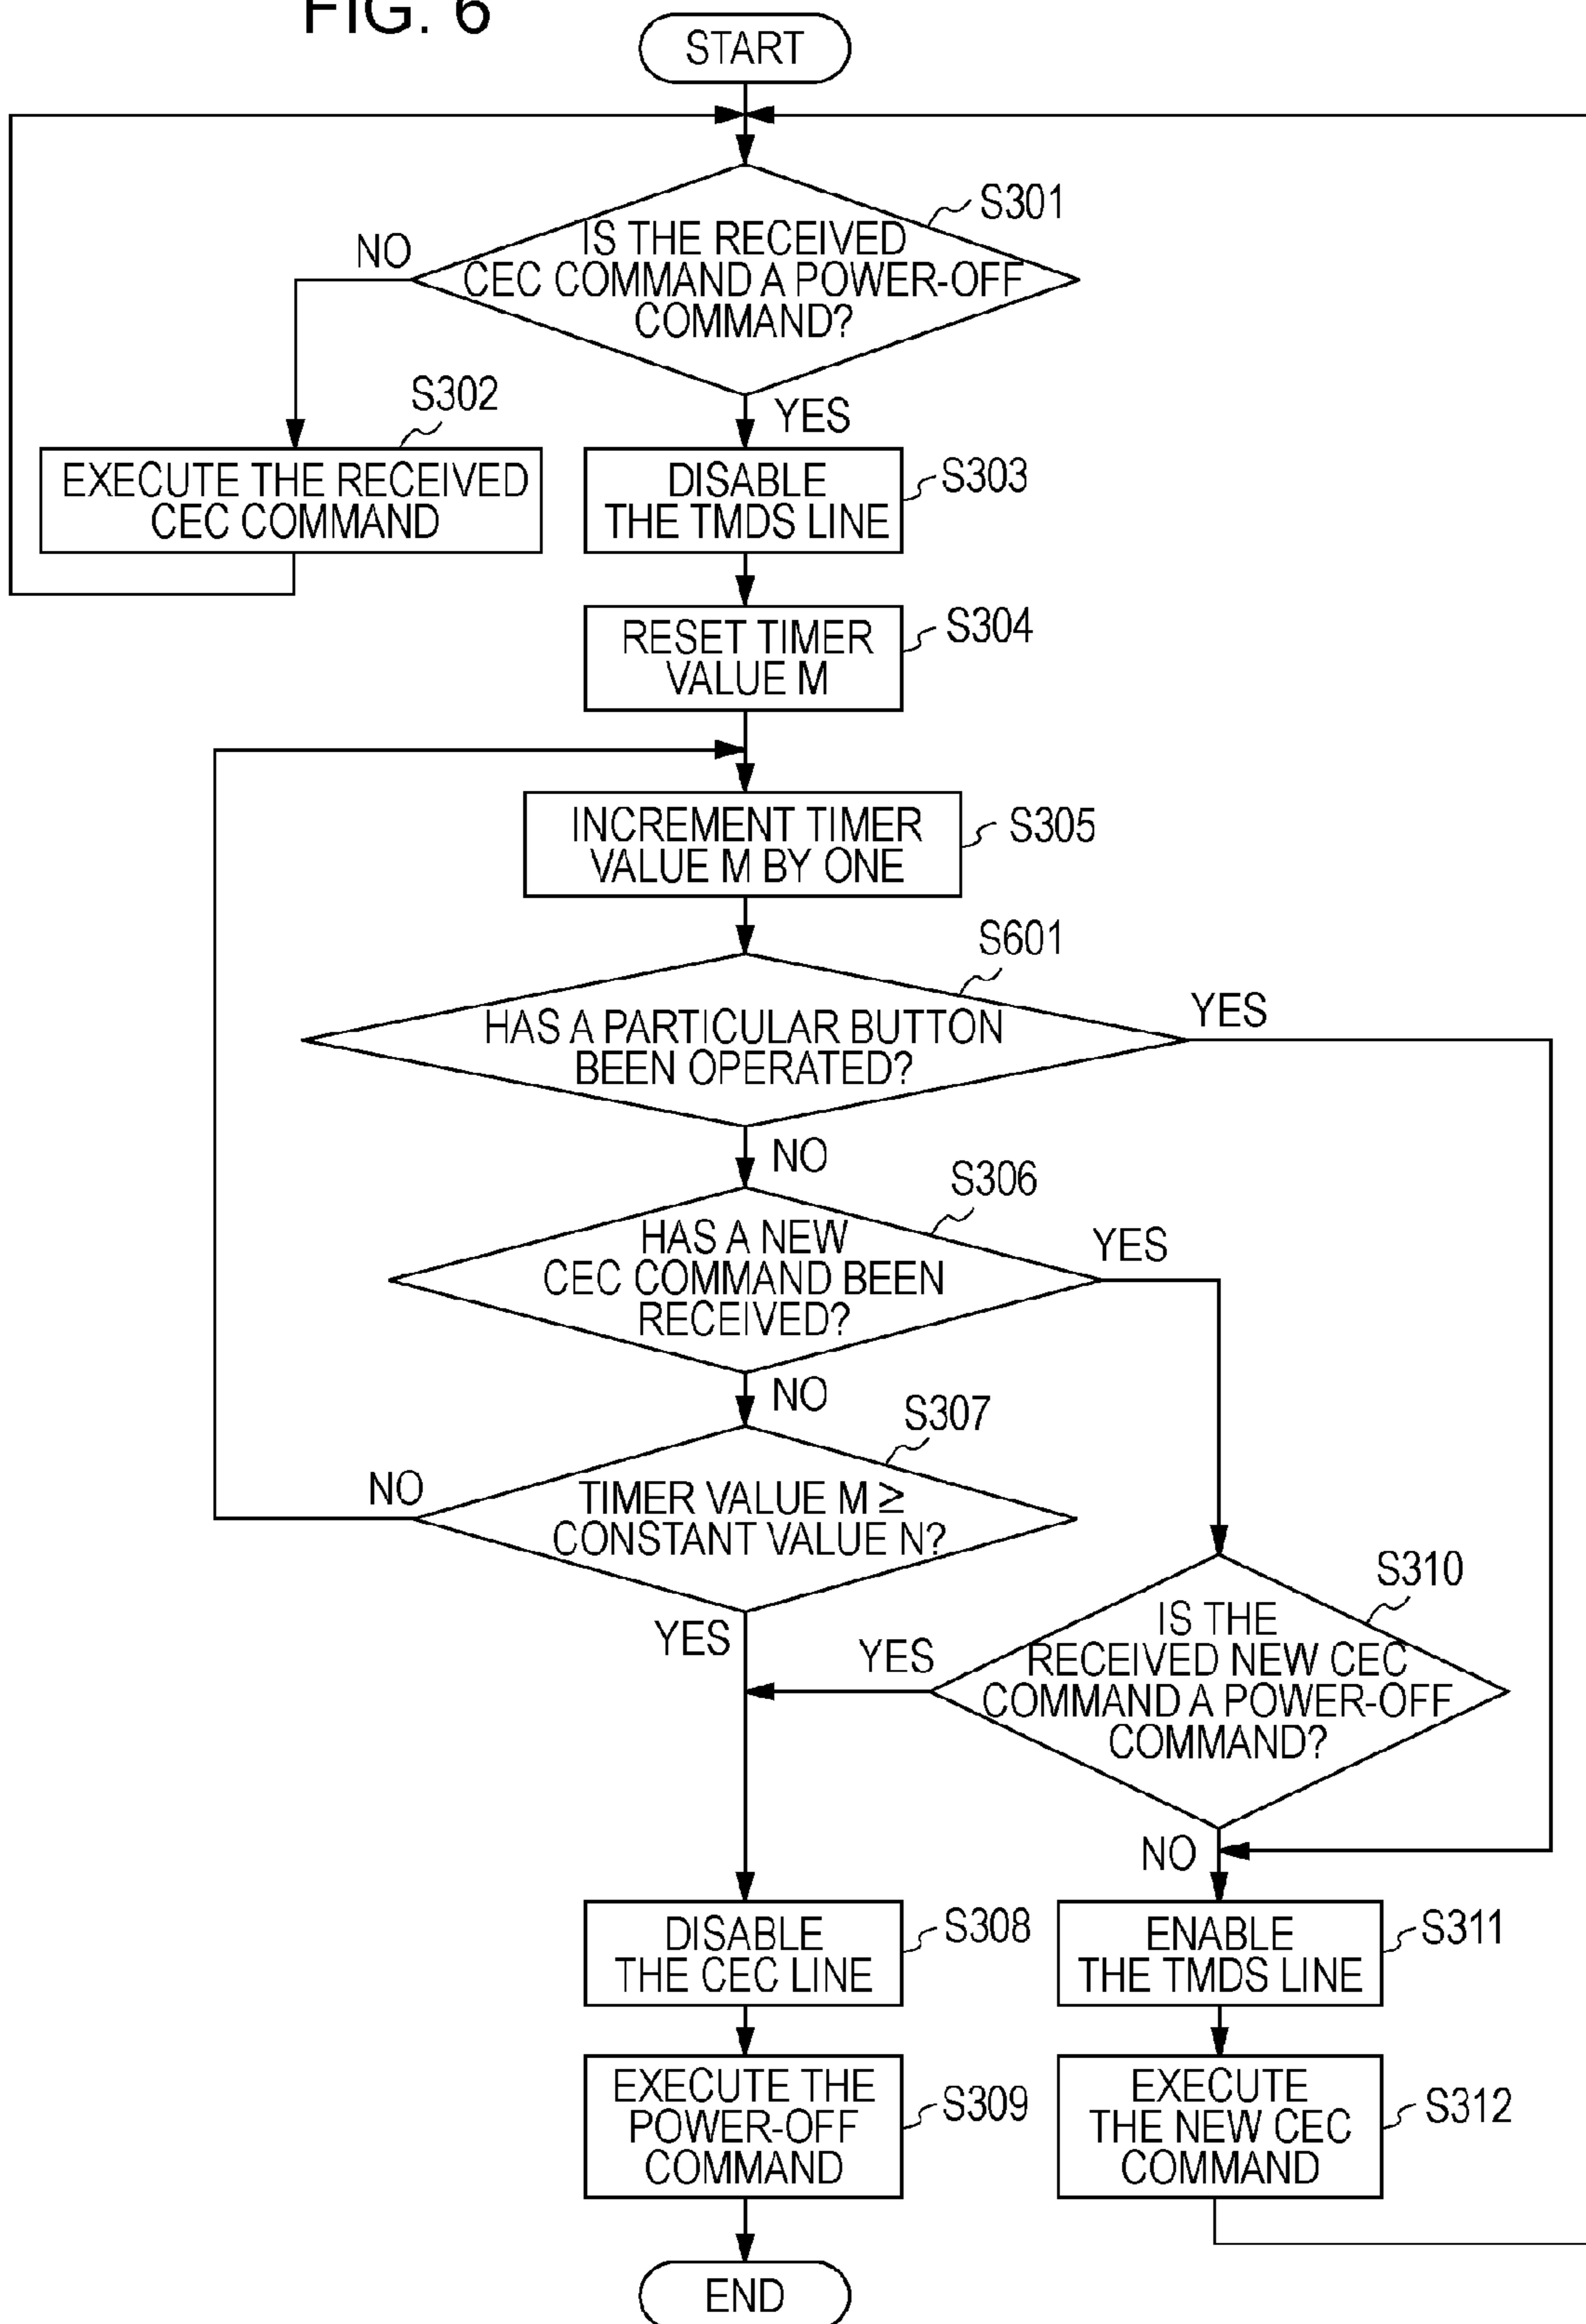 FIG. 6
START
S301
IS THE RECEIVED
CEC COMMAND A POWER-OFF
COMMAND?
NO
YES
S302
EXECUTE THE RECEIVED
CEC COMMAND
DISABLE
THE TMDS LINE
S303
RESET TIMER
VALUE M
S304
INCREMENT TIMER
VALUE M BY ONE
S305
S601
HAS A PARTICULAR BUTTON
BEEN OPERATED?
YES
NO
S306
HAS A NEW
CEC COMMAND BEEN
RECEIVED?
YES
NO
S307
TIMER VALUE M ≥
CONSTANT VALUE N?
NO
YES
S310
IS THE
RECEIVED NEW CEC
COMMAND A POWER-OFF
COMMAND?
YES
NO
DISABLE
THE CEC LINE
S308
ENABLE
THE TMDS LINE
S311
EXECUTE THE
POWER-OFF
COMMAND
S309
EXECUTE
THE NEW CEC
COMMAND
S312
END